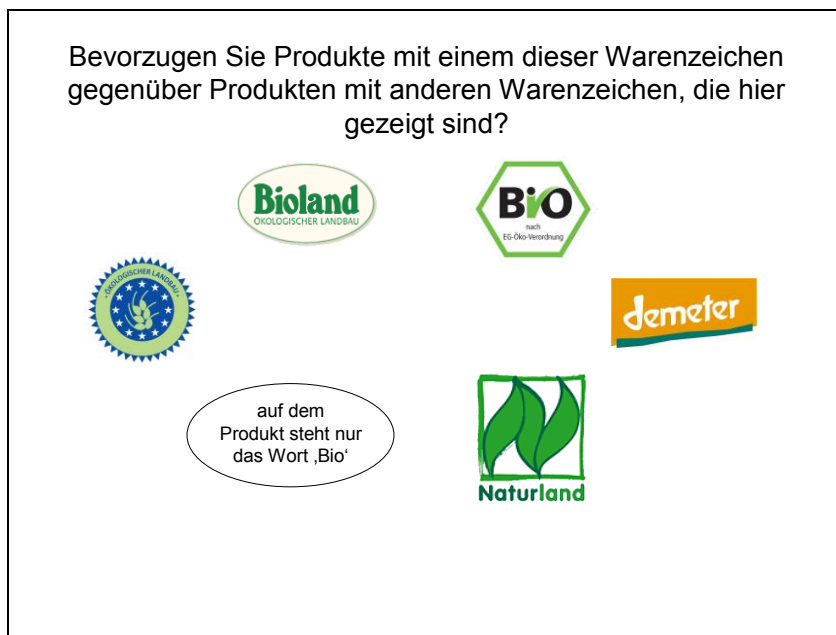 Bevorzugen Sie Produkte mit einem dieser Warenzeichen
gegenüber Produkten mit anderen Warenzeichen, die hier
gezeigt sind?
Bioland
ÖKOLOGISCHER LANDBAU
BiO
nach
EG-Öko-Verordnung
ÖKOLOGISCHER LANDBAU
demeter
auf dem
Produkt steht nur
das Wort ‚Bio‘
Naturland